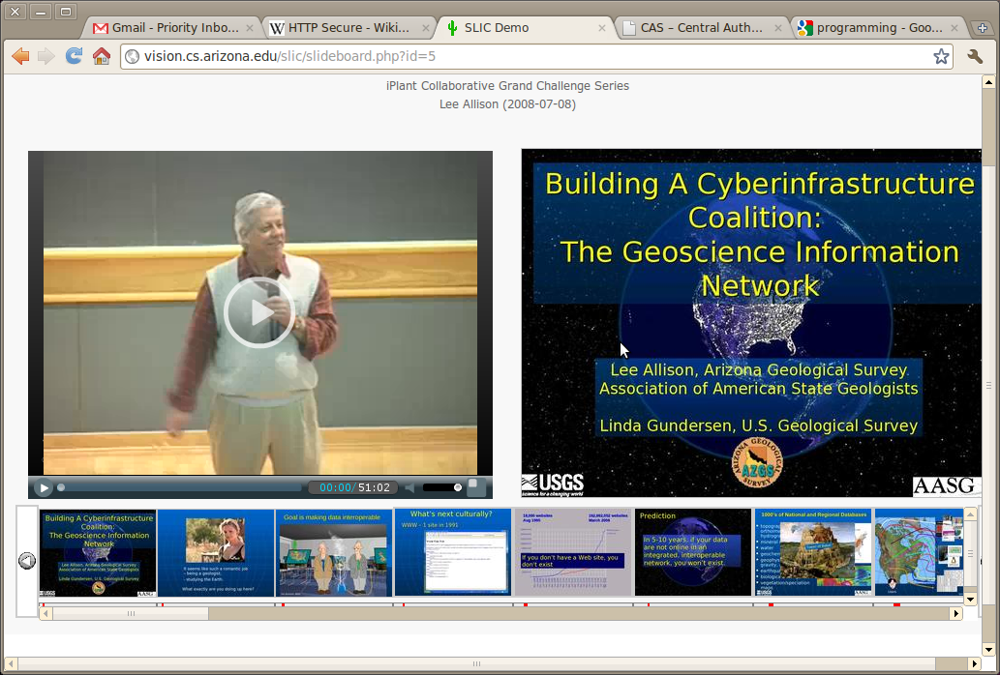 Gmail - Priority Inbo...
HTTP Secure - Wiki...
SLIC Demo
CAS – Central Auth...
programming - Goo...
vision.cs.arizona.edu/slic/slideboard.php?id=5
iPlant Collaborative Grand Challenge Series
Lee Allison (2008-07-08)
Building A Cyberinfrastructure
Coalition:
The Geoscience Information
Network
Lee Allison, Arizona Geological Survey
Association of American State Geologists
Linda Gundersen, U.S. Geological Survey
ARIZONA GEOLOGICAL
AZGS
SURVEY
USGS
science for a changing world
AASG
00:00/51:02
Building A Cyberinfrastructure
Coalition:
The Geoscience Information
Network
Lee Allison, Arizona Geological Survey
Association of American State Geologists
Linda Gundersen, U.S. Geological Survey
AASG
It seems like such a romantic job
- being a geologist,
- studying the Earth.
What exactly are you doing up here?
Goal is making data interoperable
What's next culturally?
WWW - 1 site in 1991
If you don't have a Web site, you
don't exist
Prediction
In 5-10 years, if your data
are not online in an
integrated, interoperable
network, you won't exist.
1000's of National and Regional Databases